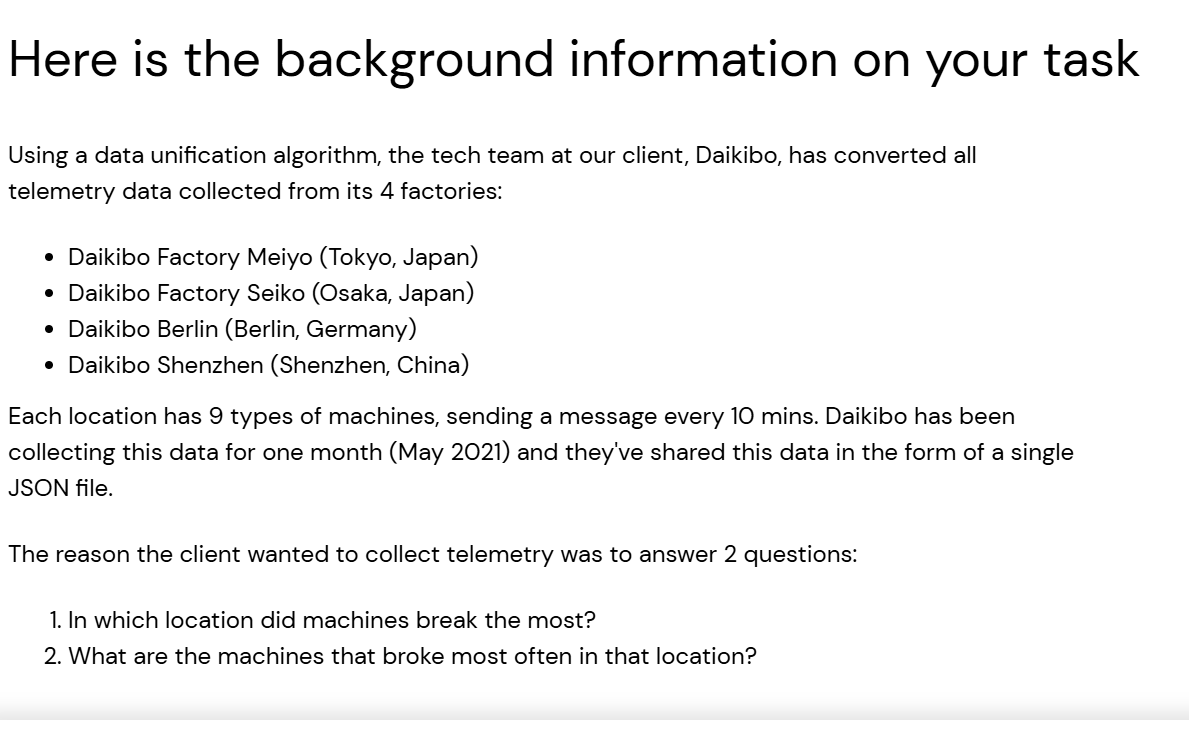 Here is the background information on your task
Using a data unification algorithm, the tech team at our client, Daikibo, has converted all
telemetry data collected from its 4 factories:
• Daikibo Factory Meiyo (Tokyo, Japan)
• Daikibo Factory Seiko (Osaka, Japan)
• Daikibo Berlin (Berlin, Germany)
• Daikibo Shenzhen (Shenzhen, China)
Each location has 9 types of machines, sending a message every 10 mins. Daikibo has been
collecting this data for one month (May 2021) and they've shared this data in the form of a single
JSON file.
The reason the client wanted to collect telemetry was to answer 2 questions:
1. In which location did machines break the most?
2. What are the machines that broke most often in that location?